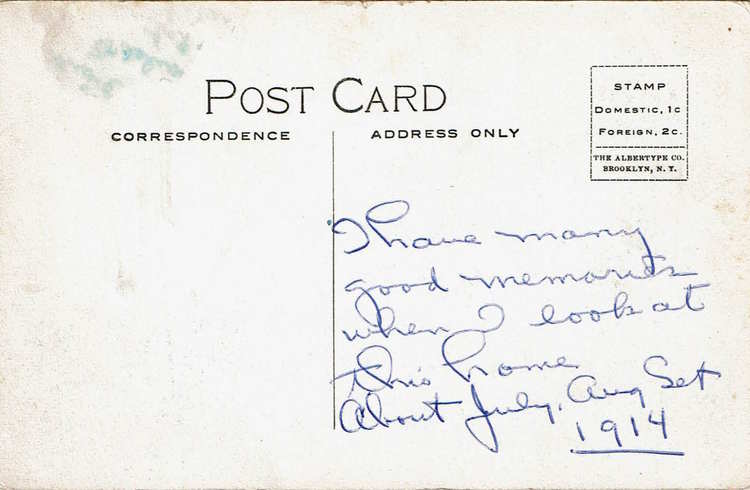 POST CARD
CORRESPONDENCE
ADDRESS ONLY
STAMP
DOMESTIC, 1C
FOREIGN, 2C.
THE ALBERTYPE CO.
BROOKLYN, N. Y.
I have many
good memories
when I look at
this home
About July, Aug Set
1914